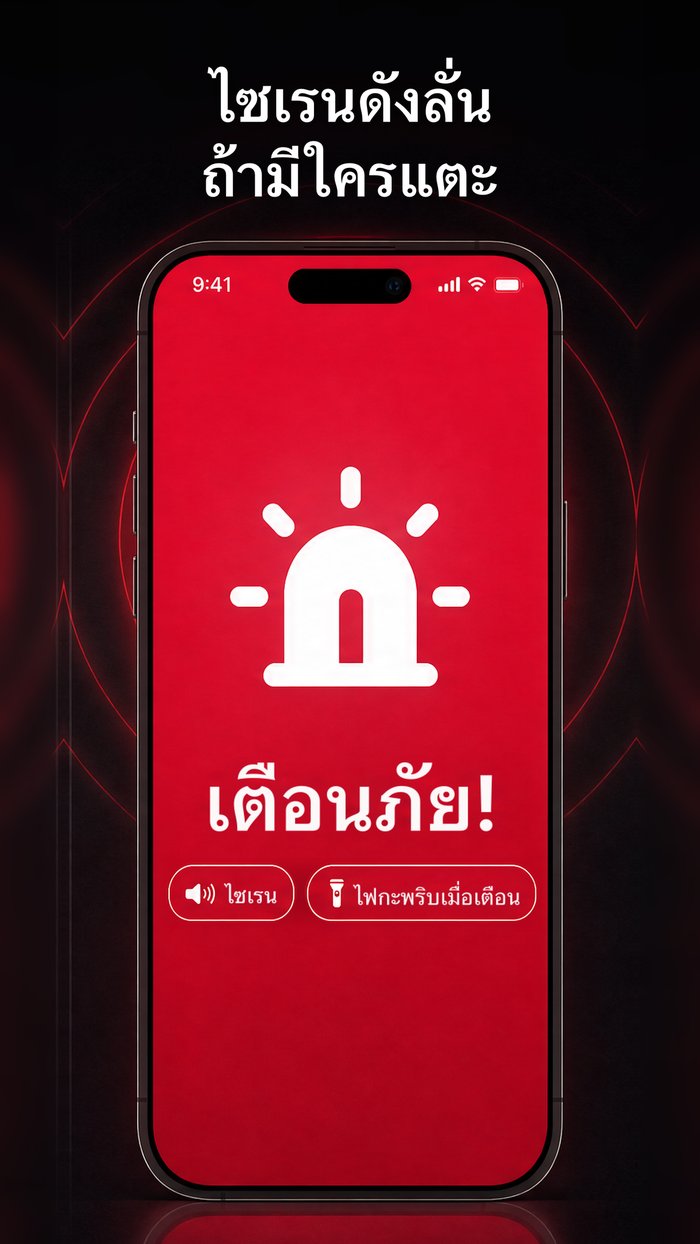 ไซเรนดังลั่น
ถ้ามีใครแตะ
9:41
เตือนภัย!
ไซเรน
ไฟกะพริบเมื่อเตือน